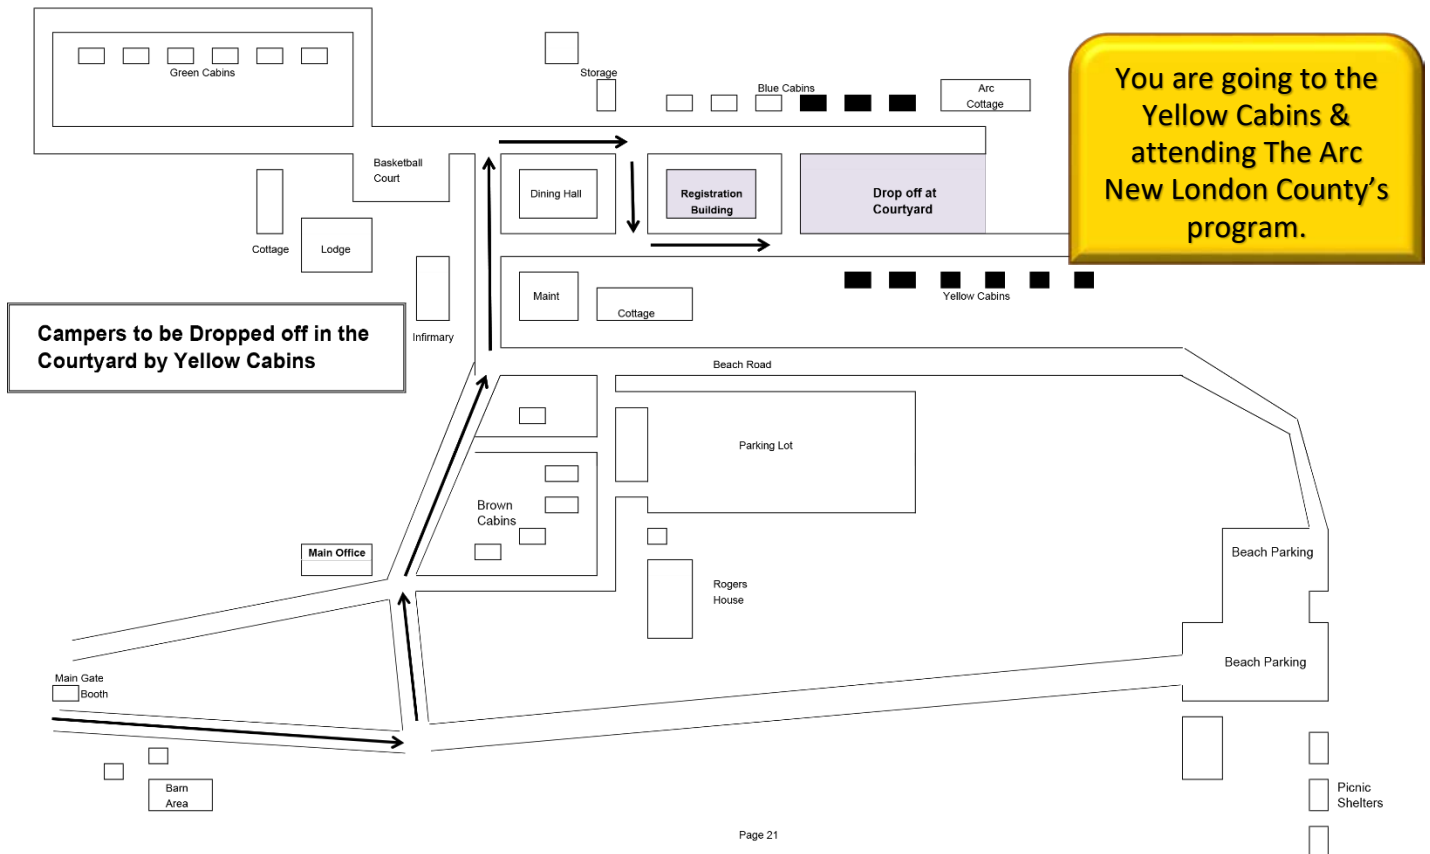 Green Cabins
Storage
Blue Cabins
Arc
Cottage
You are going to the
Yellow Cabins &
attending The Arc
New London County's
program.
Basketball
Court
Dining Hall
Registration
Building
Drop off at
Courtyard
Cottage
Lodge
Infirmary
Maint
Cottage
Yellow Cabins
Campers to be Dropped off in the
Courtyard by Yellow Cabins
Beach Road
Parking Lot
Brown
Cabins
Main Office
Rogers
House
Beach Parking
Beach Parking
Main Gate
Booth
Barn
Area
Picnic
Shelters
Page 21